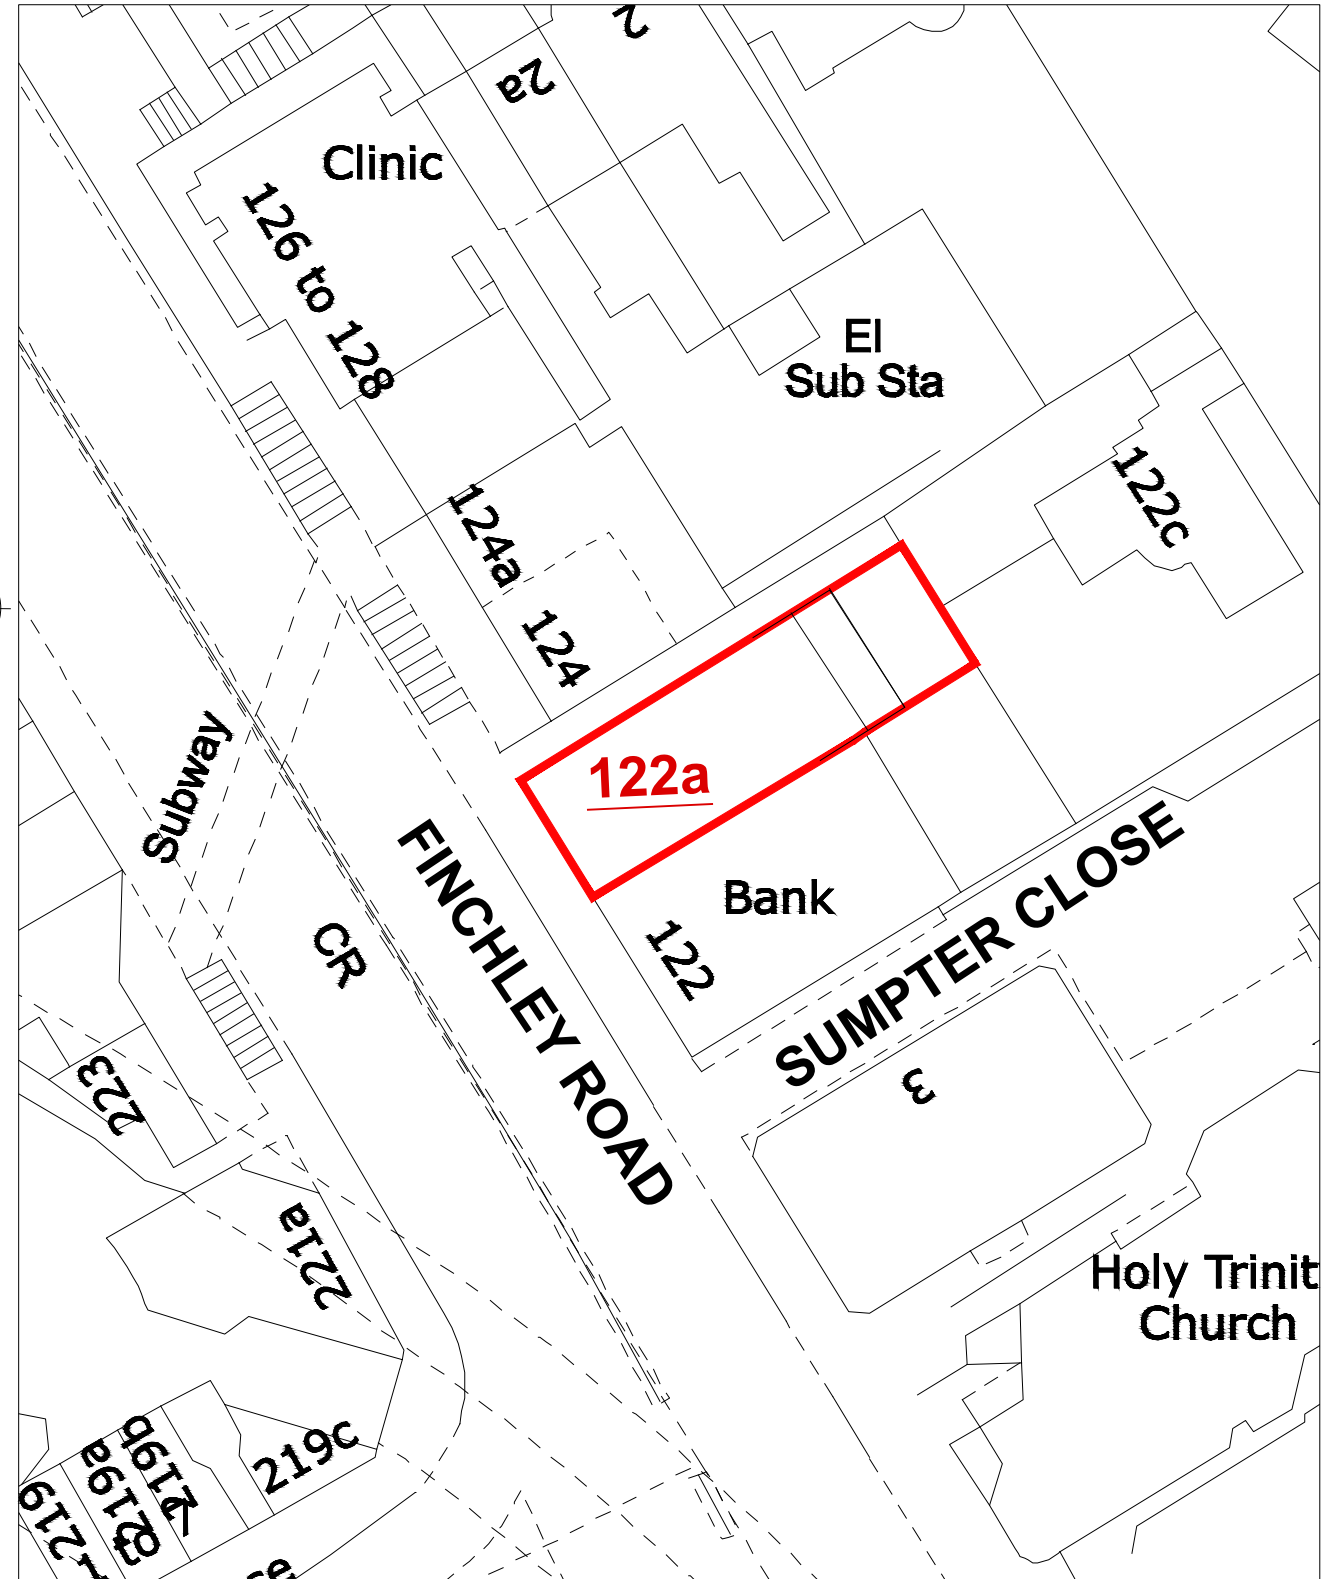 2
2a
Clinic
126 to 128
El
Sub Sta
122c
124a
124
Subway
122a
FINCHLEY ROAD
Bank
122
SUMPTER CLOSE
CR
3
223
221a
Holy Trinit
Church
219c
219b
219a
219